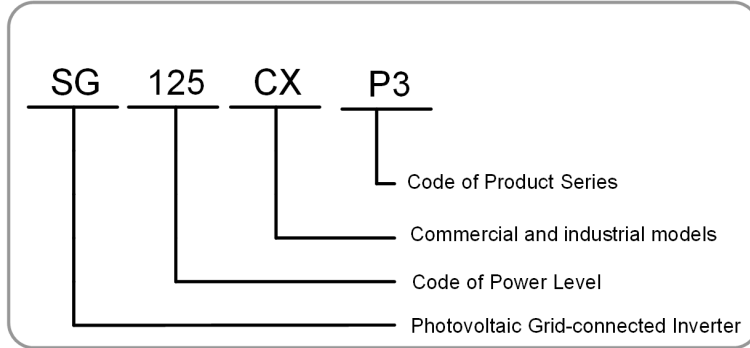 SG 125 CX P3
Code of Product Series
Commercial and industrial models
Code of Power Level
Photovoltaic Grid-connected Inverter